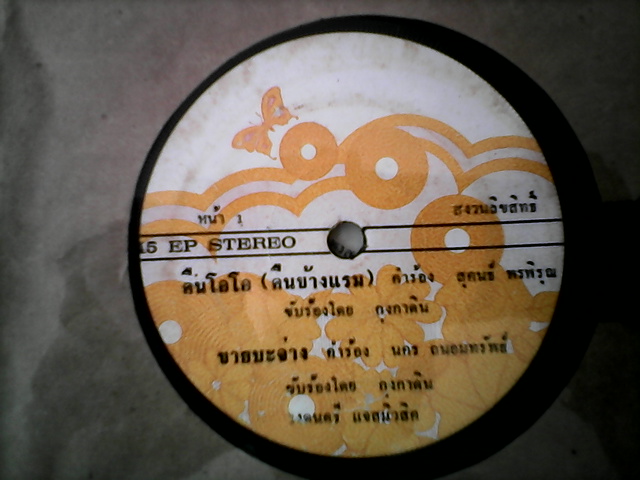 หน้า 1 สงวนลิขสิทธิ์
45 EP STEREO
คืนโอโอ (คืนข้างแรม) คำร้อง สุคนธ์ พรพิรุณ
ขับร้องโดย กุงกาดิน
ขายบะจ่าง คำร้อง นคร ถนอมทรัพย์
ขับร้องโดย กุงกาดิน
วงดนตรี แจสมิวสิค